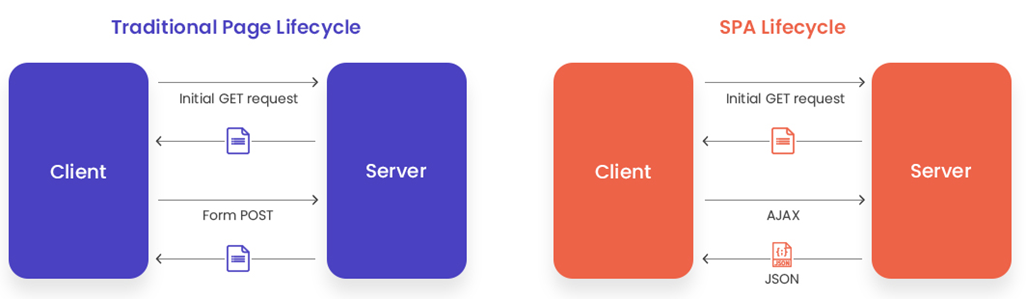 Traditional Page Lifecycle
Client
Initial GET request
Form POST
Server
SPA Lifecycle
Client
Initial GET request
AJAX
{;}
JSON
JSON
Server